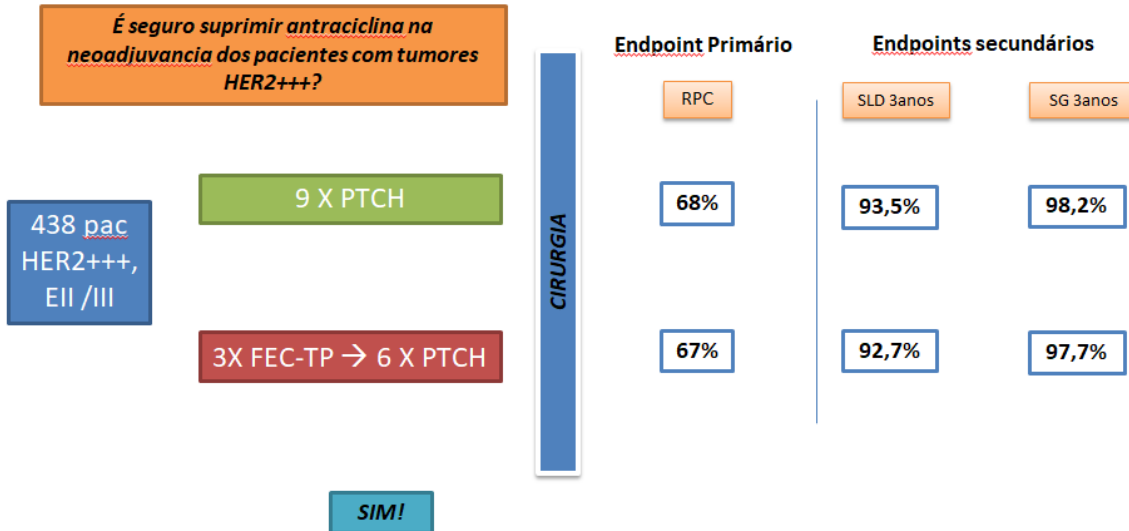 É seguro suprimir antraciclina na
neoadjuvancia dos pacientes com tumores
HER2+++?
Endpoint Primário
Endpoints secundários
RPC
SLD 3anos
SG 3anos
438 pac
HER2+++,
EII /III
9 X PTCH
CIRURGIA
68%
93,5%
98,2%
3X FEC-TP → 6 X PTCH
67%
92,7%
97,7%
SIM!